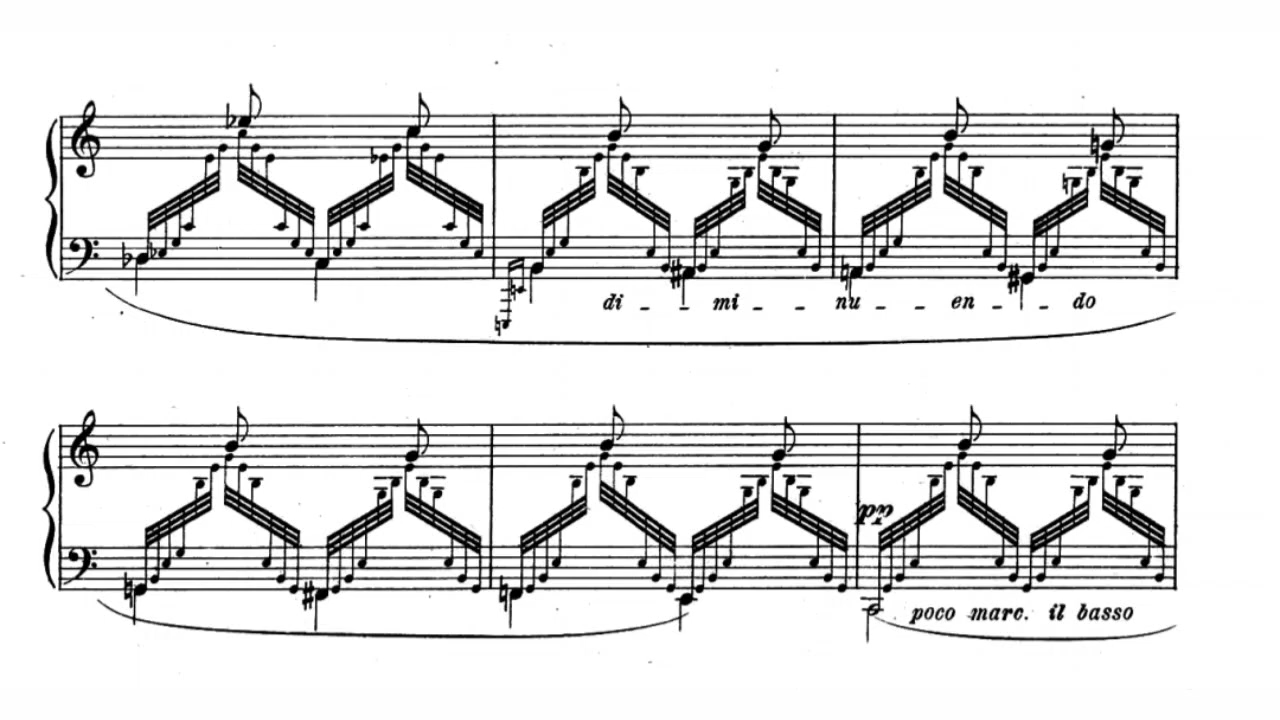 di _ _ mi _ _ nu _ _ en _ _ do
pp
poco marc. il basso